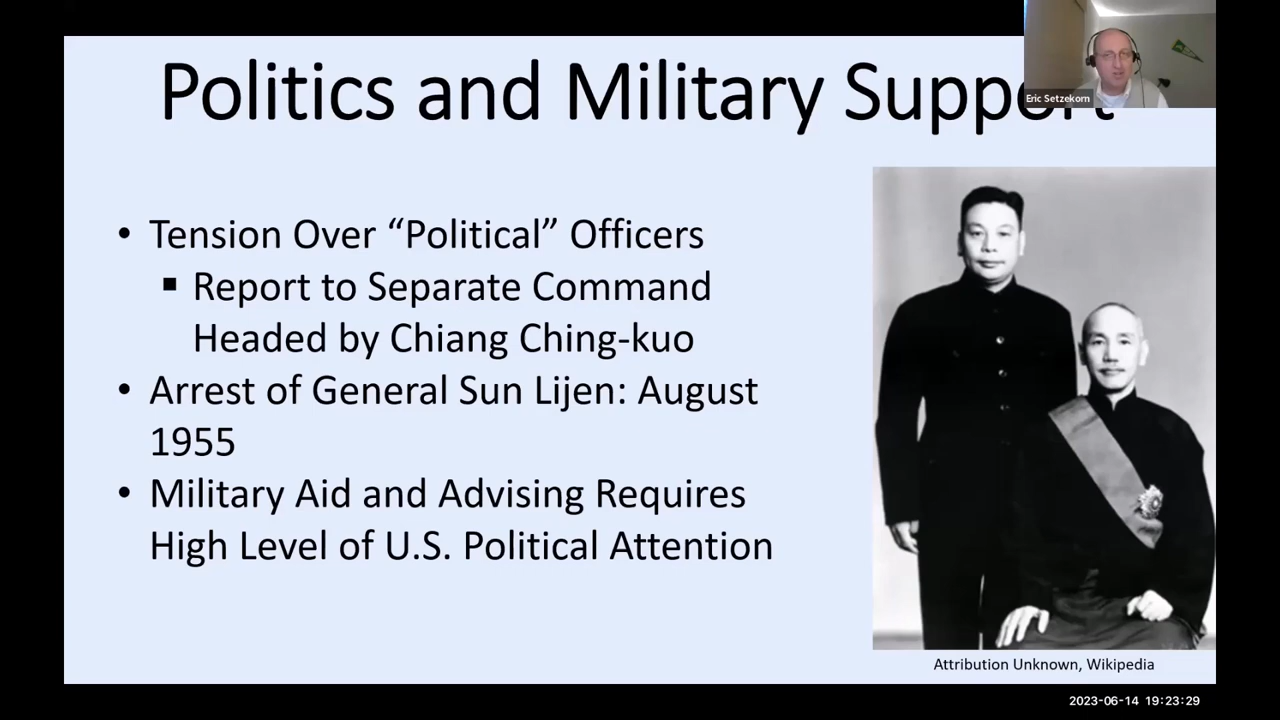 Politics and Military Support
Eric Setzekorn
• Tension Over “Political” Officers
▪ Report to Separate Command
Headed by Chiang Ching-kuo
• Arrest of General Sun Lijen: August
1955
• Military Aid and Advising Requires
High Level of U.S. Political Attention
Attribution Unknown, Wikipedia
2023-06-14 19:23:29